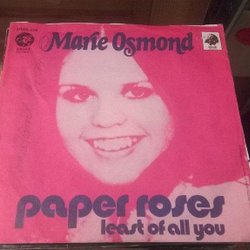 Marie Osmond
paper roses
least of all you